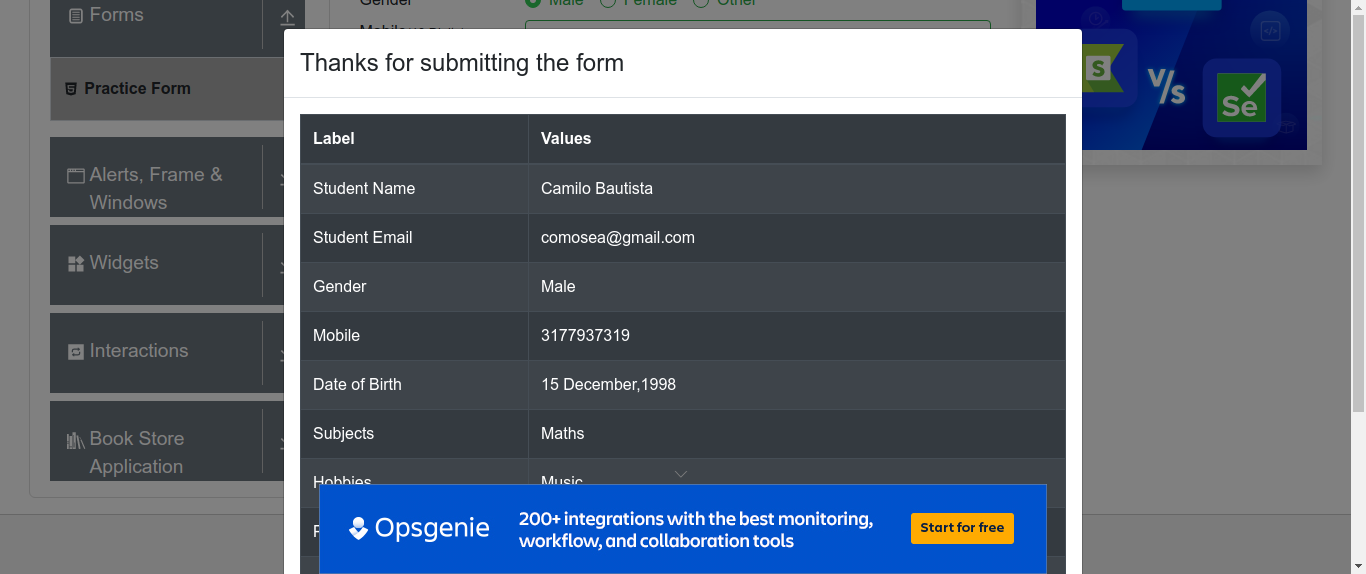 Forms
Gender Male Female Other
Practice Form
Alerts, Frame &
Windows
Widgets
Interactions
Book Store
Application
Thanks for submitting the form
Label Values
Student Name Camilo Bautista
Student Email comosea@gmail.com
Gender Male
Mobile 3177937319
Date of Birth 15 December,1998
Subjects Maths
Hobbies Music
Opsgenie
200+ integrations with the best monitoring,
workflow, and collaboration tools
Start for free
S
V/s
Se